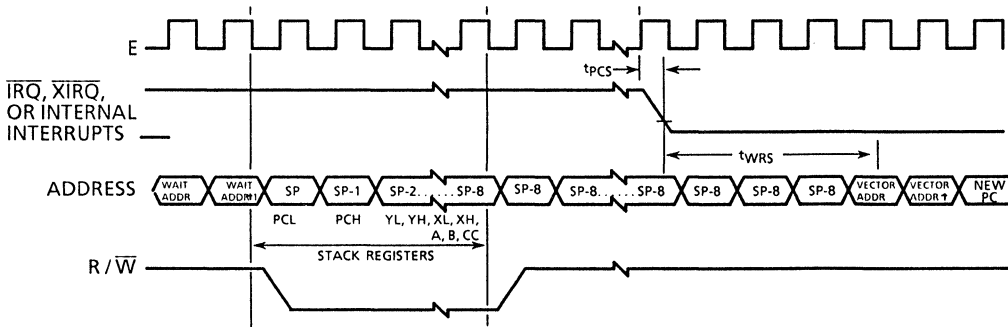 E
tPCS
IRQ, XIRQ,
OR INTERNAL
INTERRUPTS
tWRS
ADDRESS
WAIT ADDR
WAIT ADDR+1
SP
SP-1
SP-2......SP-8
SP-8
SP-8......SP-8
SP-8
SP-8
SP-8
VECTOR ADDR
VECTOR ADDR
NEW PC
PCL
PCH
YL, YH, XL, XH,
A, B, CC
STACK REGISTERS
R/W